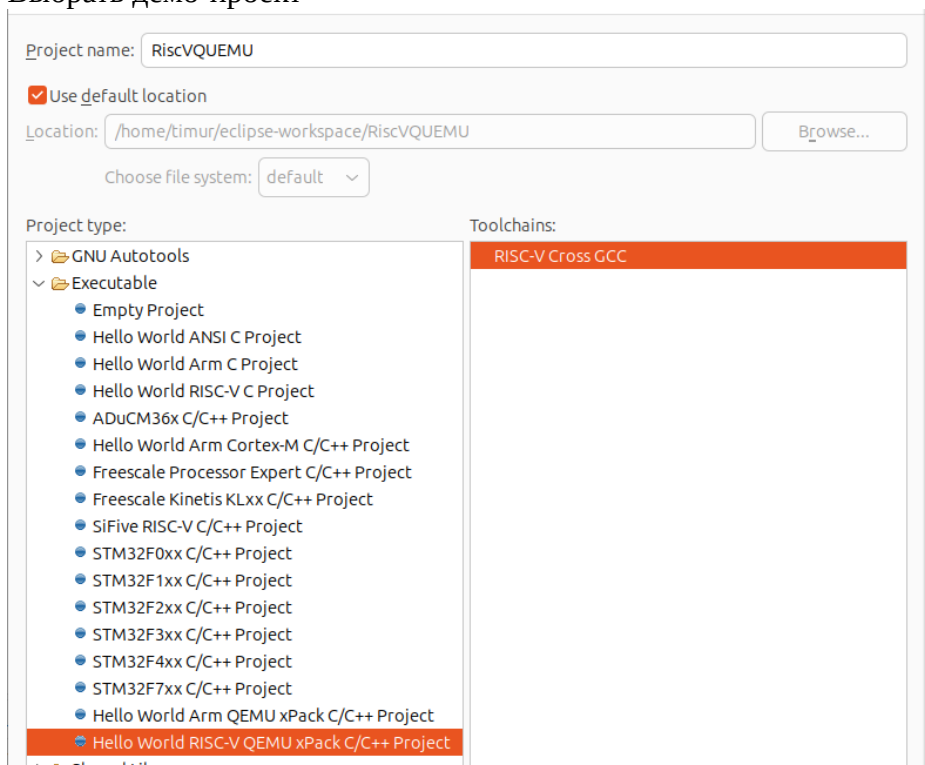 Выбрать демо-проект
Project name: RiscVQUEMU
Use default location
Location: /home/timur/eclipse-workspace/RiscVQUEMU Browse...
Choose file system: default
Project type: Toolchains:
GNU Autotools RISC-V Cross GCC
Executable
Empty Project
Hello World ANSI C Project
Hello World Arm C Project
Hello World RISC-V C Project
ADuCM36x C/C++ Project
Hello World Arm Cortex-M C/C++ Project
Freescale Processor Expert C/C++ Project
Freescale Kinetis KLxx C/C++ Project
SiFive RISC-V C/C++ Project
STM32F0xx C/C++ Project
STM32F1xx C/C++ Project
STM32F2xx C/C++ Project
STM32F3xx C/C++ Project
STM32F4xx C/C++ Project
STM32F7xx C/C++ Project
Hello World Arm QEMU xPack C/C++ Project
Hello World RISC-V QEMU xPack C/C++ Project